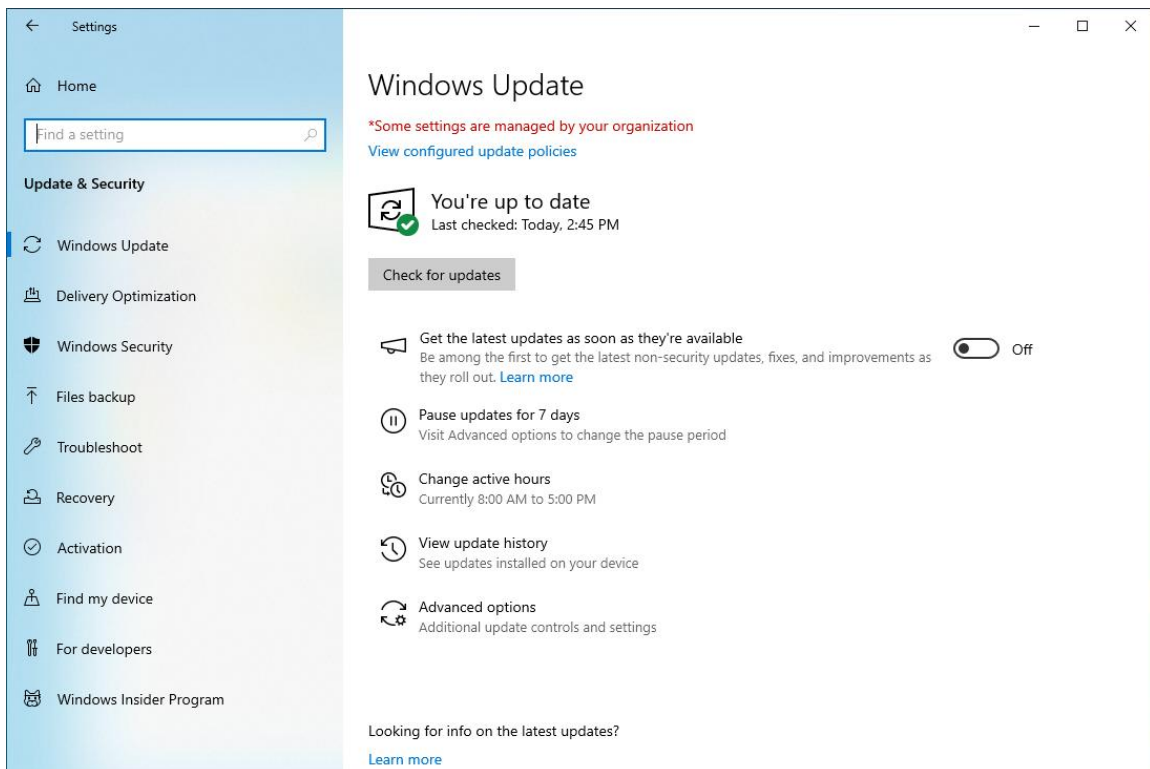 Settings
Home
Find a setting
Update & Security
Windows Update
Delivery Optimization
Windows Security
Files backup
Troubleshoot
Recovery
Activation
Find my device
For developers
Windows Insider Program
Windows Update
*Some settings are managed by your organization
View configured update policies
You're up to date
Last checked: Today, 2:45 PM
Check for updates
Get the latest updates as soon as they're available
Be among the first to get the latest non-security updates, fixes, and improvements as
they roll out. Learn more
Off
Pause updates for 7 days
Visit Advanced options to change the pause period
Change active hours
Currently 8:00 AM to 5:00 PM
View update history
See updates installed on your device
Advanced options
Additional update controls and settings
Looking for info on the latest updates?
Learn more